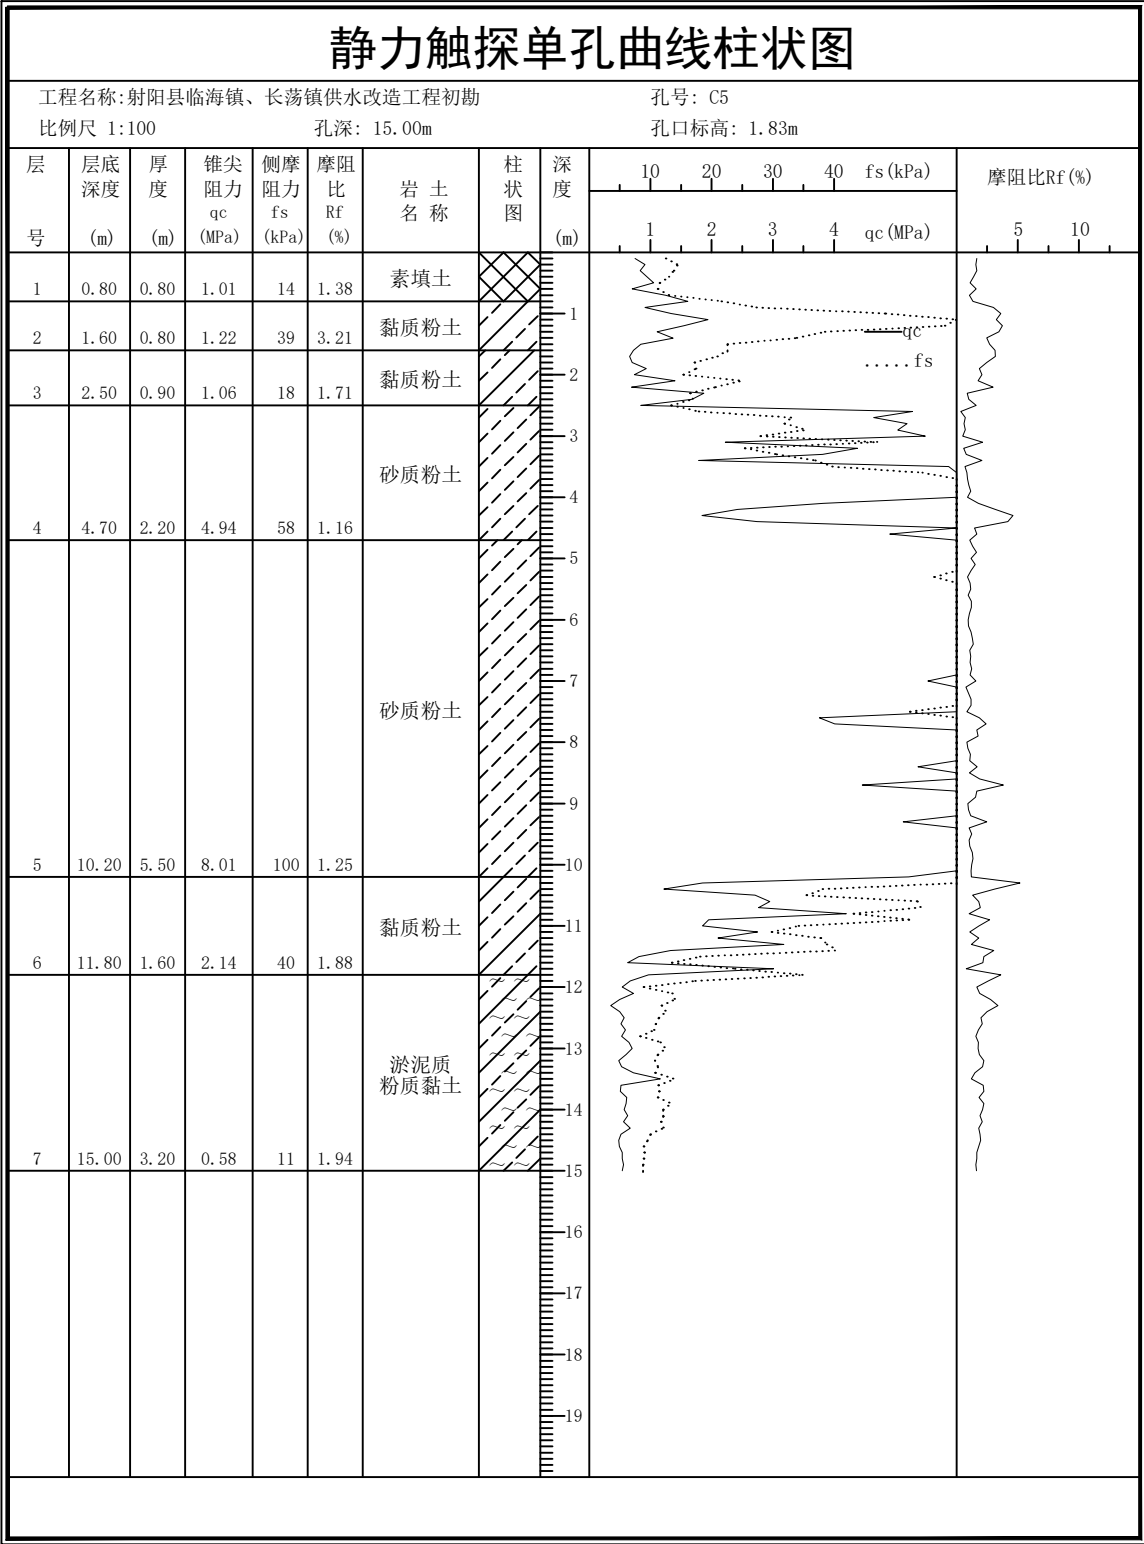 静力触探单孔曲线柱状图
工程名称:射阳县临海镇、长荡镇供水改造工程初勘 孔号: C5
比例尺 1:100 孔深: 15.00m 孔口标高: 1.83m
层号 层底深度(m) 厚度(m) 锥尖阻力qc(MPa) 侧摩阻力fs(kPa) 摩阻比Rf(%) 岩土名称 柱状图 深度(m)
10 20 30 40 fs(kPa) 摩阻比Rf(%)
1 2 3 4 qc(MPa) 5 10
素填土
1 0.80 0.80 1.01 14 1.38
黏质粉土
2 1.60 0.80 1.22 39 3.21
黏质粉土
3 2.50 0.90 1.06 18 1.71
砂质粉土
4 4.70 2.20 4.94 58 1.16
砂质粉土
5 10.20 5.50 8.01 100 1.25
黏质粉土
6 11.80 1.60 2.14 40 1.88
淤泥质
粉质黏土
7 15.00 3.20 0.58 11 1.94
1
2
3
4
5
6
7
8
9
10
11
12
13
14
15
16
17
18
19
qc
.....fs